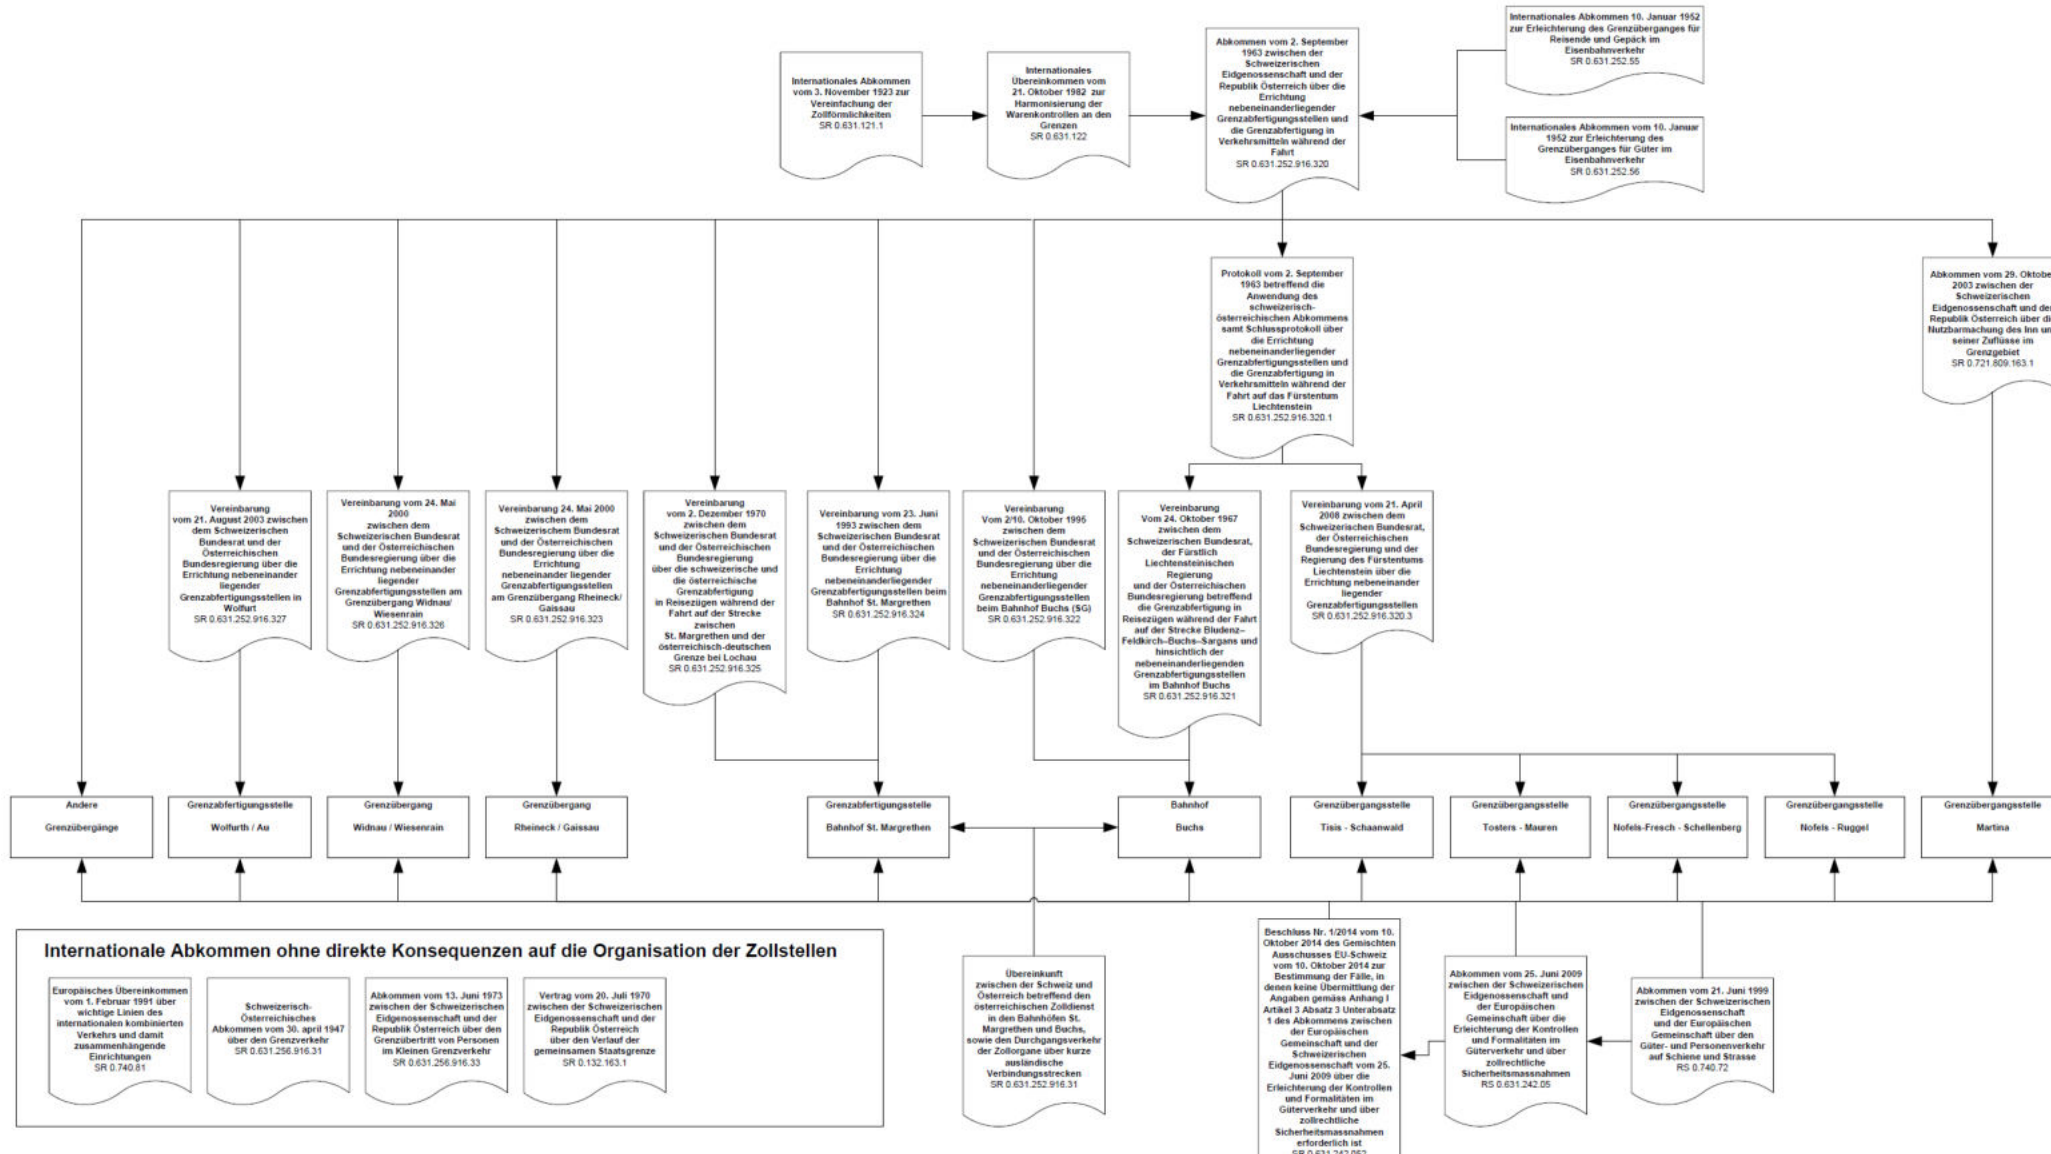 Internationales Abkommen
vom 3. November 1923 zur
Vereinfachung der
Zollförmlichkeiten
SR 0.631.121.1
Internationales
Übereinkommen vom
21. Oktober 1982 zur
Harmonisierung der
Warenkontrollen an den
Grenzen
SR 0.631.122
Abkommen vom 2. September
1963 zwischen der
Schweizerischen
Eidgenossenschaft und der
Republik Österreich über die
Errichtung
nebeneinanderliegender
Grenzabfertigungsstellen und
die Grenzabfertigung in
Verkehrsmitteln während der
Fahrt
SR 0.631.252.916.320
Internationales Abkommen 10. Januar 1952
zur Erleichterung des Grenzüberganges für
Reisende und Gepäck im
Eisenbahnverkehr
SR 0.631.252.55
Internationales Abkommen vom 10. Januar
1952 zur Erleichterung des
Grenzüberganges für Güter im
Eisenbahnverkehr
SR 0.631.252.56
Protokoll vom 2. September
1963 betreffend die
Anwendung des
schweizerisch-
österreichischen Abkommens
samt Schlussprotokoll über
die Errichtung
nebeneinanderliegender
Grenzabfertigungsstellen und
die Grenzabfertigung in
Verkehrsmitteln während der
Fahrt auf das Fürstentum
Liechtenstein
SR 0.631.252.916.320.1
Abkommen vom 29. Oktobe
2003 zwischen der
Schweizerischen
Eidgenossenschaft und der
Republik Österreich über di
Nutzbarmachung des Inn un
seiner Zuflüsse im
Grenzgebiet
SR 0.721.809.163.1
Vereinbarung
vom 21. August 2003 zwischen
dem Schweizerischen
Bundesrat und der
Österreichischen
Bundesregierung über die
Errichtung nebeneinander
liegender
Grenzabfertigungsstellen in
Wolfurt
SR 0.631.252.916.327
Vereinbarung vom 24. Mai
2000
zwischen dem
Schweizerischen Bundesrat
und der Österreichischen
Bundesregierung über die
Errichtung nebeneinander
liegender
Grenzabfertigungsstellen am
Grenzübergang Widnau/
Wiesenrain
SR 0.631.252.916.326
Vereinbarung 24. Mai 2000
zwischen dem
Schweizerischem Bundesrat
und der Österreichischen
Bundesregierung über die
Errichtung
nebeneinander liegender
Grenzabfertigungsstellen
am Grenzübergang Rheineck/
Gaissau
SR 0.631.252.916.323
Vereinbarung
vom 2. Dezember 1970
zwischen dem
Schweizerischen Bundesrat
und der Österreichischen
Bundesregierung
über die schweizerische und
die österreichische
Grenzabfertigung
in Reisezügen während der
Fahrt auf der Strecke
zwischen
St. Margrethen und der
österreichisch-deutschen
Grenze bei Lochau
SR 0.631.252.916.325
Vereinbarung vom 23. Juni
1993 zwischen dem
Schweizerischen Bundesrat
und der Österreichischen
Bundesregierung über die
Errichtung
nebeneinanderliegender
Grenzabfertigungsstellen beim
Bahnhof St. Margrethen
SR 0.631.252.916.324
Vereinbarung
Vom 2/10. Oktober 1995
zwischen dem
Schweizerischen Bundesrat
und der Österreichischen
Bundesregierung über die
Errichtung
nebeneinanderliegender
Grenzabfertigungsstellen
beim Bahnhof Buchs (SG)
SR 0.631.252.916.322
Vereinbarung
Vom 24. Oktober 1967
zwischen dem
Schweizerischen Bundesrat,
der Fürstlich
Liechtensteinischen
Regierung
und der Österreichischen
Bundesregierung betreffend
die Grenzabfertigung in
Reisezügen während der Fahrt
auf der Strecke Bludenz–
Feldkirch–Buchs–Sargans und
hinsichtlich der
nebeneinanderliegenden
Grenzabfertigungsstellen
im Bahnhof Buchs
SR 0.631.252.916.321
Vereinbarung vom 21. April
2008 zwischen dem
Schweizerischen Bundesrat,
der Österreichischen
Bundesregierung und der
Regierung des Fürstentums
Liechtenstein über die
Errichtung nebeneinander
liegender
Grenzabfertigungsstellen
SR 0.631.252.916.320.3
Andere
Grenzübergänge
Grenzabfertigungsstelle
Wolfurth / Au
Grenzübergang
Widnau / Wiesenrain
Grenzübergang
Rheineck / Gaissau
Grenzabfertigungsstelle
Bahnhof St. Margrethen
Bahnhof
Buchs
Grenzübergangsstelle
Tisis - Schaanwald
Grenzübergangsstelle
Tosters - Mauren
Grenzübergangsstelle
Nofels-Fresch - Schellenberg
Grenzübergangsstelle
Nofels - Ruggel
Grenzübergangsstelle
Martina
Internationale Abkommen ohne direkte Konsequenzen auf die Organisation der Zollstellen
Europäisches Übereinkommen
vom 1. Februar 1991 über
wichtige Linien des
internationalen kombinierten
Verkehrs und damit
zusammenhängende
Einrichtungen
SR 0.740.81
Schweizerisch-
Österreichisches
Abkommen vom 30. april 1947
über den Grenzverkehr
SR 0.631.256.916.31
Abkommen vom 13. Juni 1973
zwischen der Schweizerischen
Eidgenossenschaft und der
Republik Österreich über den
Grenzübertritt von Personen
im Kleinen Grenzverkehr
SR 0.631.256.916.33
Vertrag vom 20. Juli 1970
zwischen der Schweizerischen
Eidgenossenschaft und der
Republik Österreich
über den Verlauf der
gemeinsamen Staatsgrenze
SR 0.132.163.1
Übereinkunft
zwischen der Schweiz und
Österreich betreffend den
österreichischen Zolldienst
in den Bahnhöfen St.
Margrethen und Buchs,
sowie den Durchgangsverkehr
der Zollorgane über kurze
ausländische
Verbindungsstrecken
SR 0.631.252.916.31
Beschluss Nr. 1/2014 vom 10.
Oktober 2014 des Gemischten
Ausschusses EU-Schweiz
vom 10. Oktober 2014 zur
Bestimmung der Fälle, in
denen keine Übermittlung der
Angaben gemäss Anhang I
Artikel 3 Absatz 3 Unterabsatz
1 des Abkommens zwischen
der Europäischen
Gemeinschaft und der
Schweizerischen
Eidgenossenschaft vom 25.
Juni 2009 über die
Erleichterung der Kontrollen
und Formalitäten im
Güterverkehr und über
zollrechtliche
Sicherheitsmassnahmen
erforderlich ist
SR 0.631.242.052
Abkommen vom 25. Juni 2009
zwischen der Schweizerischen
Eidgenossenschaft und
der Europäischen
Gemeinschaft über die
Erleichterung der Kontrollen
und Formalitäten im
Güterverkehr und über
zollrechtliche
Sicherheitsmassnahmen
RS 0.631.242.05
Abkommen vom 21. Juni 1999
zwischen der Schweizerischen
Eidgenossenschaft
und der Europäischen
Gemeinschaft über den
Güter- und Personenverkehr
auf Schiene und Strasse
RS 0.740.72